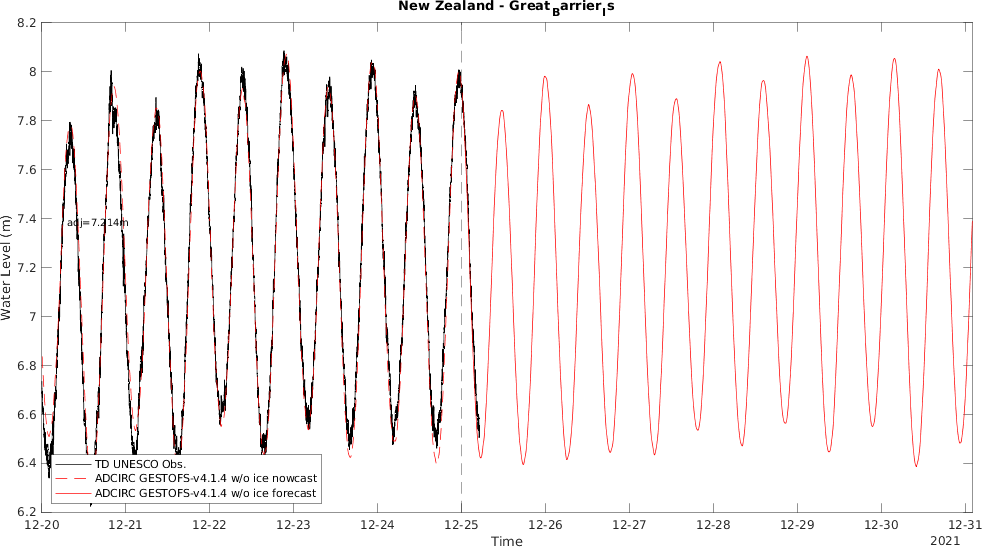 New Zealand - Great_Barrier_Is
8.2
8
7.8
7.6
7.4
7.2
7
6.8
6.6
6.4
6.2
Water Level (m)
adj=7.214m
TD UNESCO Obs.
ADCIRC GESTOFS-v4.1.4 w/o ice nowcast
ADCIRC GESTOFS-v4.1.4 w/o ice forecast
12-20 12-21 12-22 12-23 12-24 12-25 12-26 12-27 12-28 12-29 12-30 12-31
Time
2021